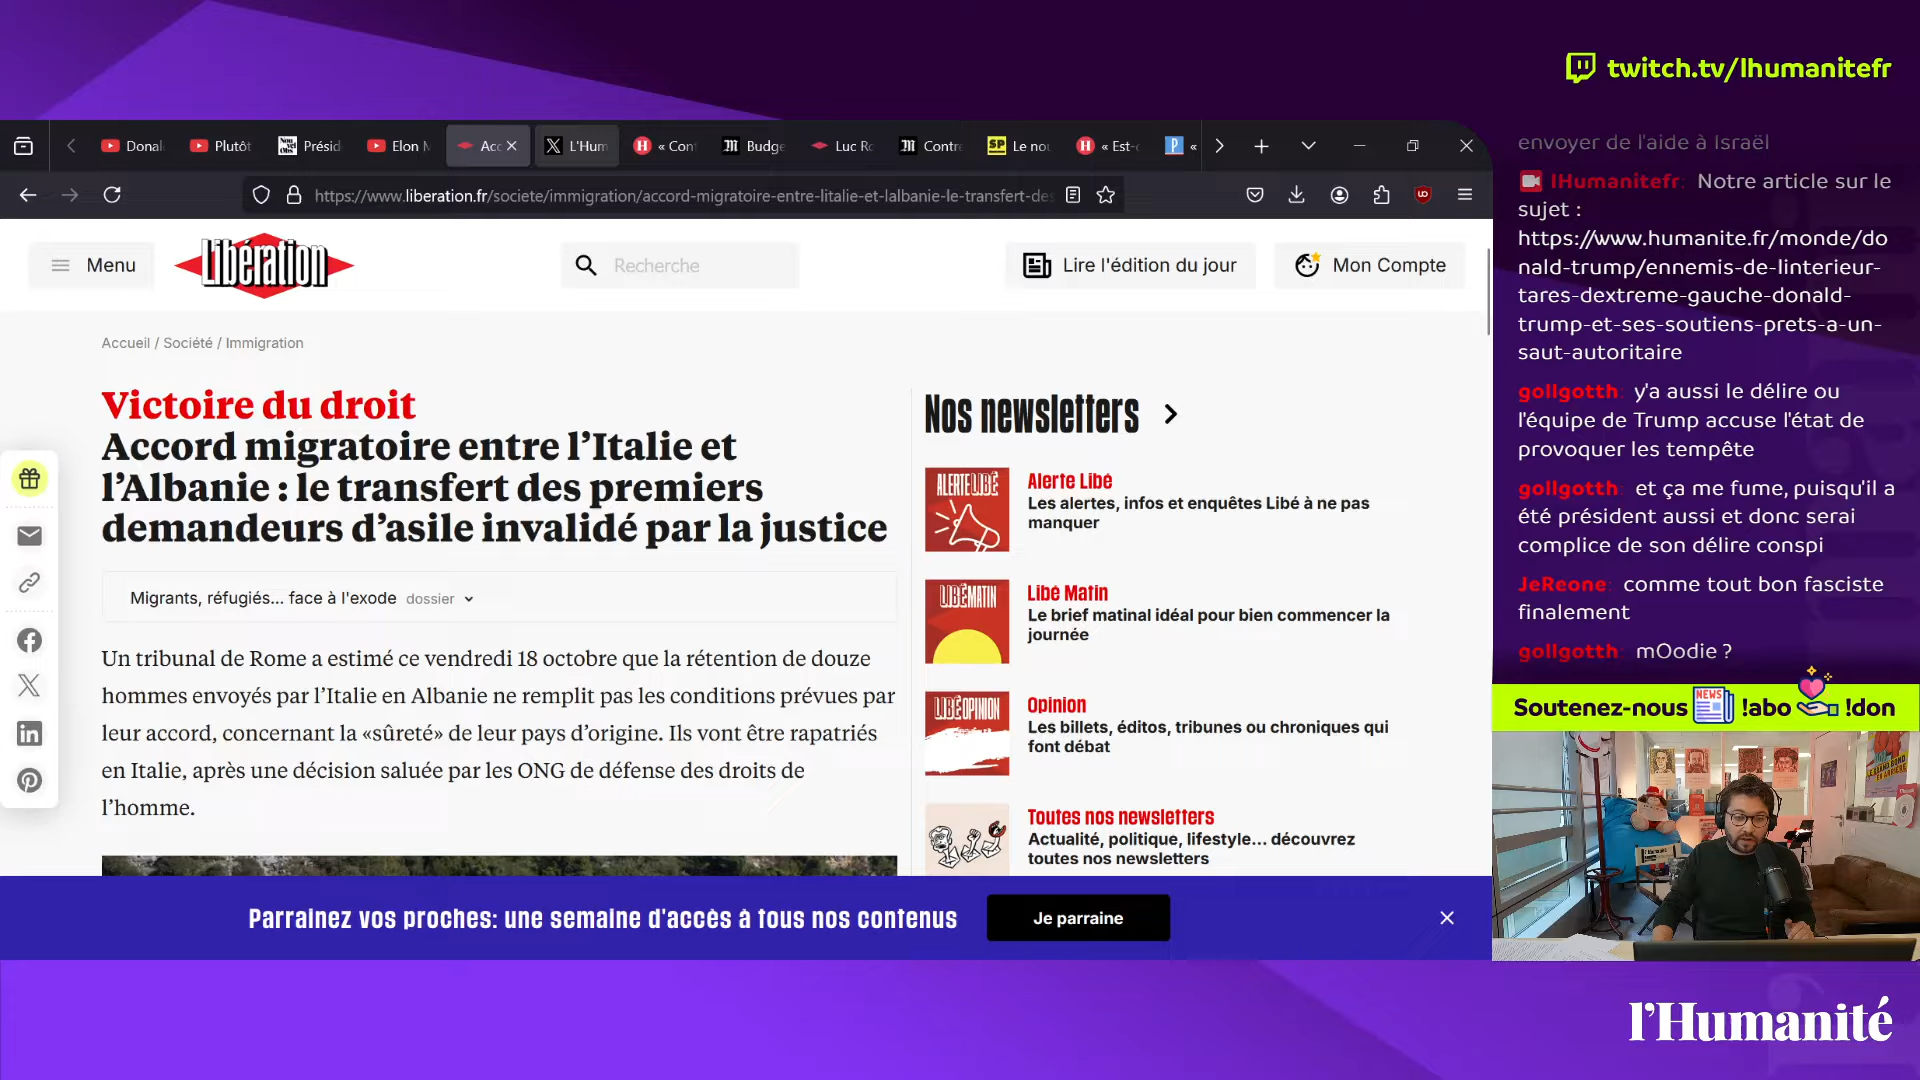 twitch.tv/lhumanitefr
Donal
Plutôt
Présid
Elon M
Acc
L'Hum
« Cont
Budge
Luc Ro
Contre
Le nou
« Est-c
«
https://www.liberation.fr/societe/immigration/accord-migratoire-entre-litalie-et-lalbanie-le-transfert-des
Menu
Libération
Recherche
Lire l'édition du jour
Mon Compte
Accueil / Société / Immigration
Victoire du droit
Accord migratoire entre l'Italie et
l'Albanie : le transfert des premiers
demandeurs d'asile invalidé par la justice
Migrants, réfugiés... face à l'exode dossier
Un tribunal de Rome a estimé ce vendredi 18 octobre que la rétention de douze
hommes envoyés par l'Italie en Albanie ne remplit pas les conditions prévues par
leur accord, concernant la «sûreté» de leur pays d'origine. Ils vont être rapatriés
en Italie, après une décision saluée par les ONG de défense des droits de
l'homme.
Nos newsletters
ALERTE LIBÉ
Alerte Libé
Les alertes, infos et enquêtes Libé à ne pas
manquer
LIBÉ MATIN
Libé Matin
Le brief matinal idéal pour bien commencer la
journée
LIBÉ OPINION
Opinion
Les billets, éditos, tribunes ou chroniques qui
font débat
Toutes nos newsletters
Actualité, politique, lifestyle... découvrez
toutes nos newsletters
Parrainez vos proches: une semaine d'accès à tous nos contenus
Je parraine
envoyer de l'aide à Israël
lHumanitefr: Notre article sur le
sujet :
https://www.humanite.fr/monde/do
nald-trump/ennemis-de-linterieur-
tares-dextreme-gauche-donald-
trump-et-ses-soutiens-prets-a-un-
saut-autoritaire
gollgotth: y'a aussi le délire ou
l'équipe de Trump accuse l'état de
provoquer les tempête
gollgotth: et ça me fume, puisqu'il a
été président aussi et donc serai
complice de son délire conspi
JeReone: comme tout bon fasciste
finalement
gollgotth: mOodie ?
Soutenez-nous NEWS !abo !don
l'Humanité